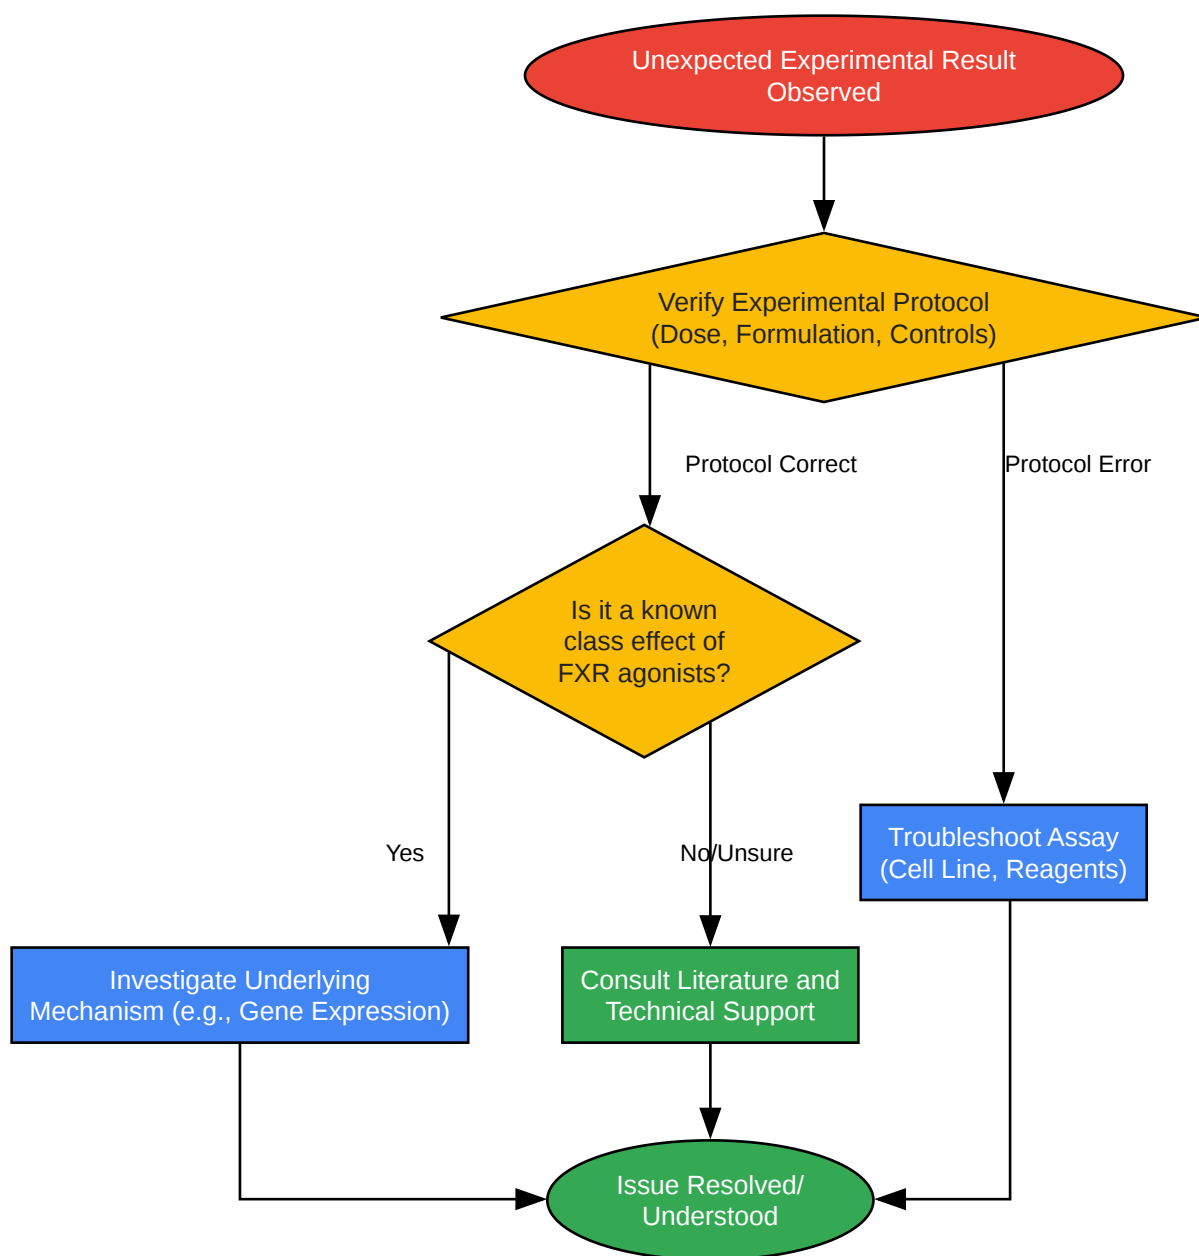 Unexpected Experimental Result
Observed
Verify Experimental Protocol
(Dose, Formulation, Controls)
Protocol Correct
Protocol Error
Is it a known
class effect of
FXR agonists?
Troubleshoot Assay
(Cell Line, Reagents)
Yes
No/Unsure
Investigate Underlying
Mechanism (e.g., Gene Expression)
Consult Literature and
Technical Support
Issue Resolved/
Understood